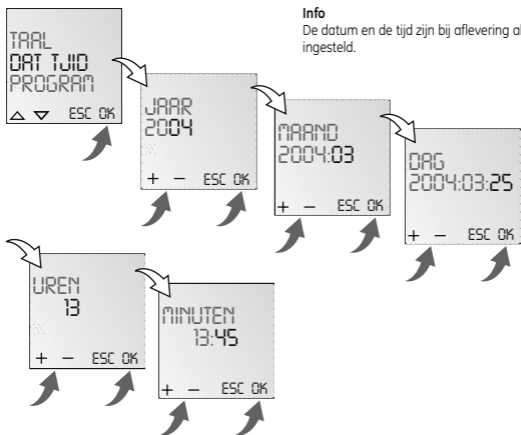 Info
De datum en de tijd zijn bij aflevering
ingesteld.
TAAL
DAT TIJD
PROGRAM
△ ▽ ESC OK
JAAR
2004
+ − ESC OK
MAAND
2004:03
+ − ESC OK
DAG
2004:03:25
+ − ESC OK
UREN
13
+ − ESC OK
MINUTEN
13:45
+ − ESC OK